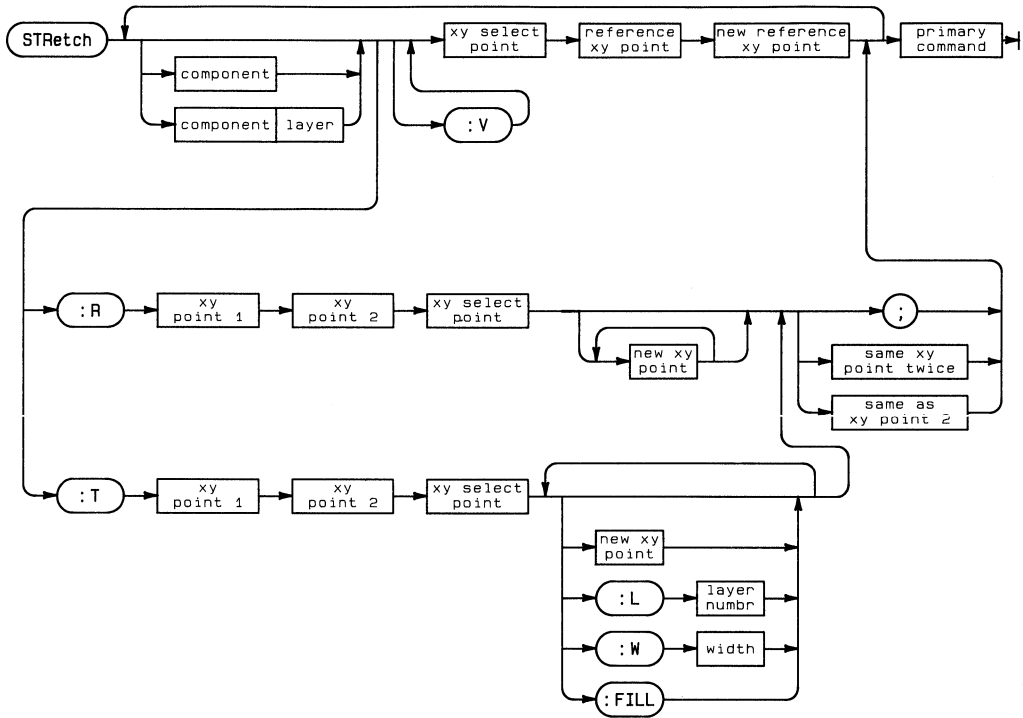 STRetch
xy select
point
reference
xy point
new reference
xy point
primary
command
component
component layer
:V
:R
xy
point 1
xy
point 2
xy select
point
;
new xy
point
same xy
point twice
same as
xy point 2
:T
xy
point 1
xy
point 2
xy select
point
new xy
point
:L
layer
numbr
:W
width
:FILL